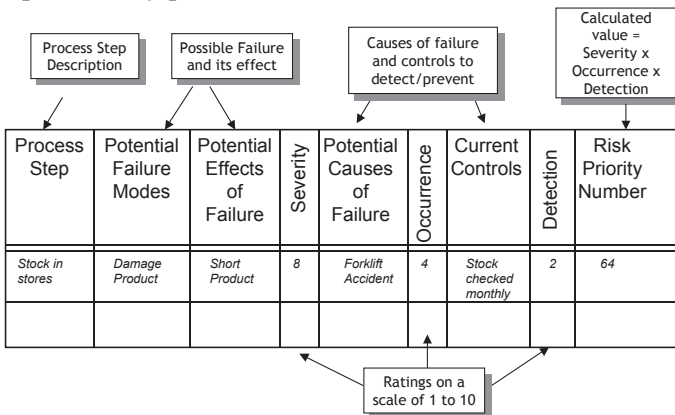 Process Step
Description
Possible Failure
and its effect
Causes of failure
and controls to
detect/prevent
Calculated
value =
Severity x
Occurrence x
Detection
Process
Step
Potential
Failure
Modes
Potential
Effects
of
Failure
Severity
Potential
Causes
of
Failure
Occurrence
Current
Controls
Detection
Risk
Priority
Number
Stock in
stores
Damage
Product
Short
Product
8
Forklift
Accident
4
Stock
checked
monthly
2
64
Ratings on a
scale of 1 to 10